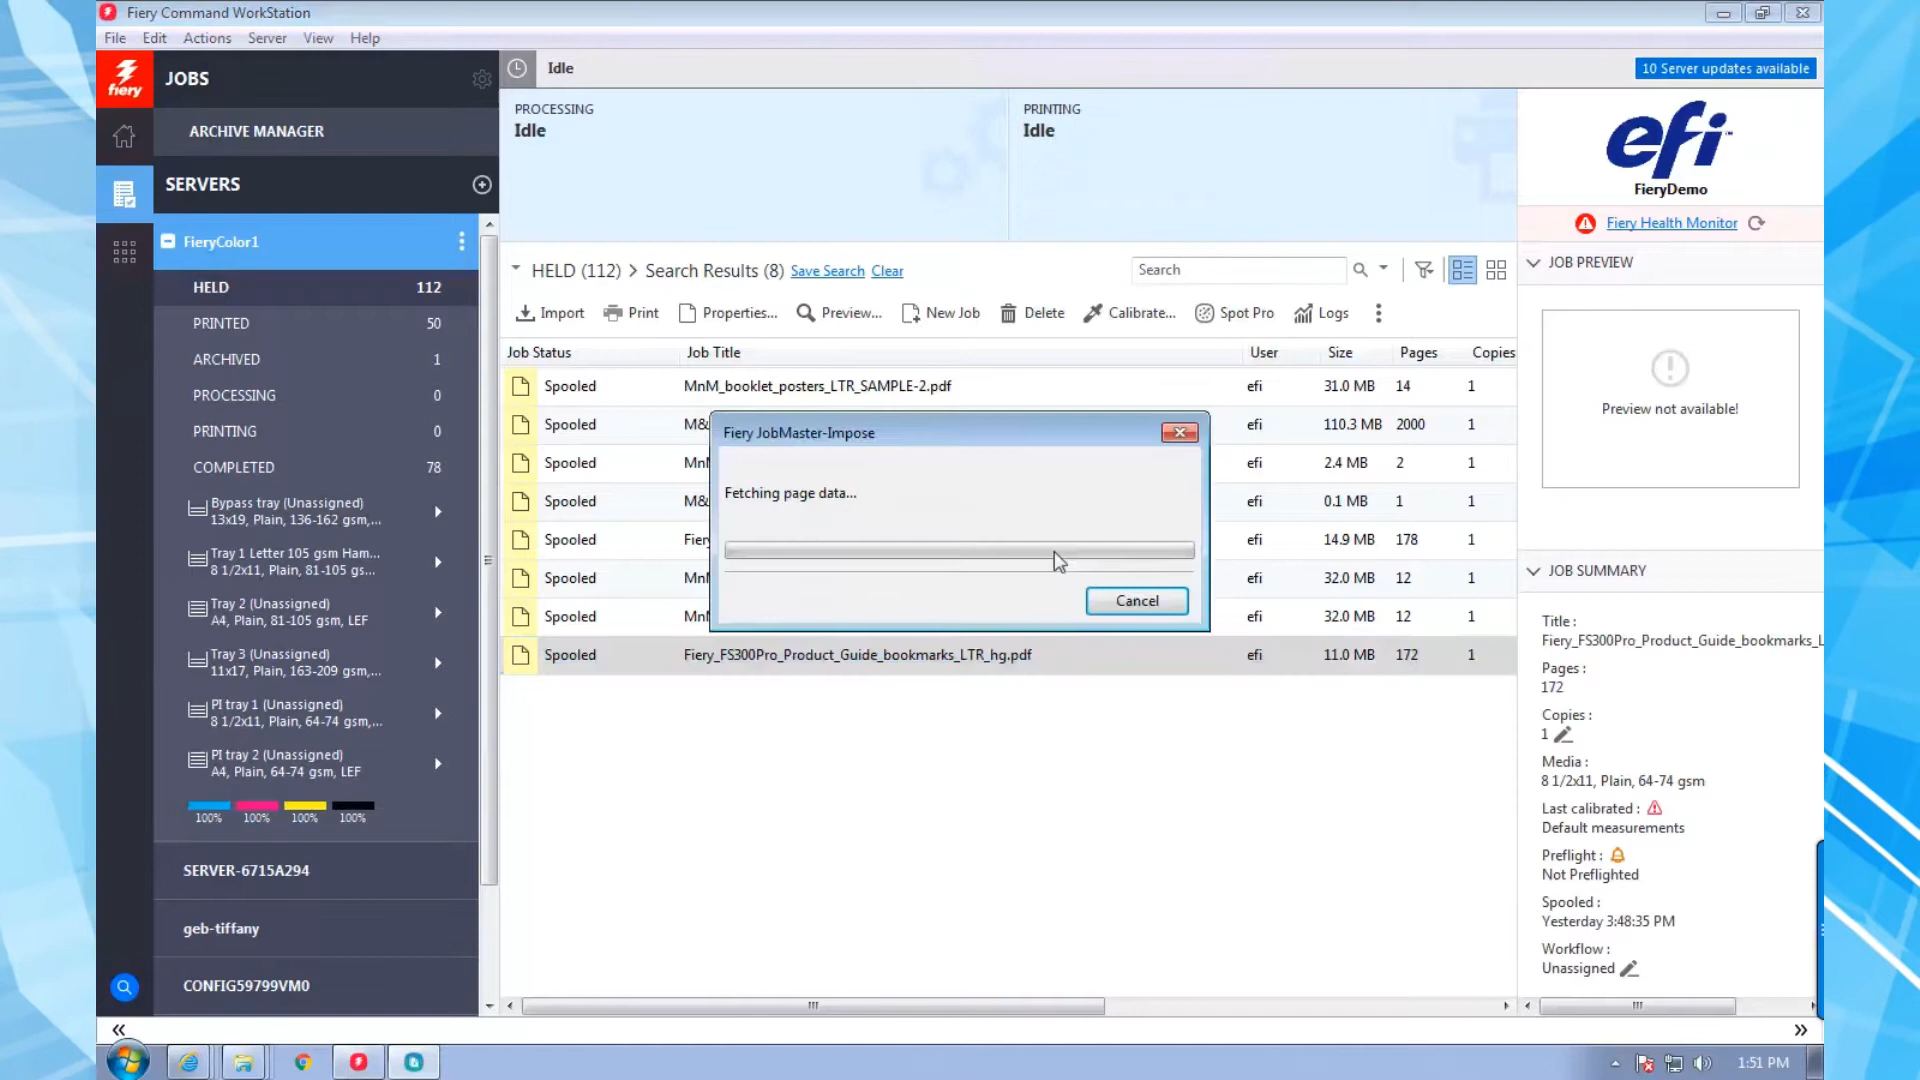 Fiery Command WorkStation
File Edit Actions Server View Help
fiery
JOBS
Idle
10 Server updates available
ARCHIVE MANAGER
PROCESSING
Idle
PRINTING
Idle
efi
FieryDemo
SERVERS
Fiery Health Monitor
FieryColor1
HELD (112) > Search Results (8) Save Search Clear
Search
JOB PREVIEW
Import Print Properties... Preview... New Job Delete Calibrate... Spot Pro Logs
Preview not available!
HELD 112
PRINTED 50
ARCHIVED 1
PROCESSING 0
PRINTING 0
COMPLETED 78
Bypass tray (Unassigned)
13x19, Plain, 136-162 gsm,...
Tray 1 Letter 105 gsm Ham...
8 1/2x11, Plain, 81-105 gs...
Tray 2 (Unassigned)
A4, Plain, 81-105 gsm, LEF
Tray 3 (Unassigned)
11x17, Plain, 163-209 gsm,...
PI tray 1 (Unassigned)
8 1/2x11, Plain, 64-74 gsm,...
PI tray 2 (Unassigned)
A4, Plain, 64-74 gsm, LEF
100% 100% 100% 100%
SERVER-6715A294
geb-tiffany
CONFIG59799VM0
Job Status Job Title User Size Pages Copies
Spooled MnM_booklet_posters_LTR_SAMPLE-2.pdf efi 31.0 MB 14 1
Spooled M& efi 110.3 MB 2000 1
Spooled Mn efi 2.4 MB 2 1
Spooled M& efi 0.1 MB 1 1
Spooled Fier efi 14.9 MB 178 1
Spooled Mn efi 32.0 MB 12 1
Spooled Mn efi 32.0 MB 12 1
Spooled Fiery_FS300Pro_Product_Guide_bookmarks_LTR_hg.pdf efi 11.0 MB 172 1
Fiery JobMaster-Impose
Fetching page data...
Cancel
JOB SUMMARY
Title :
Fiery_FS300Pro_Product_Guide_bookmarks_L
Pages :
172
Copies :
1
Media :
8 1/2x11, Plain, 64-74 gsm
Last calibrated :
Default measurements
Preflight :
Not Preflighted
Spooled :
Yesterday 3:48:35 PM
Workflow :
Unassigned
1:51 PM